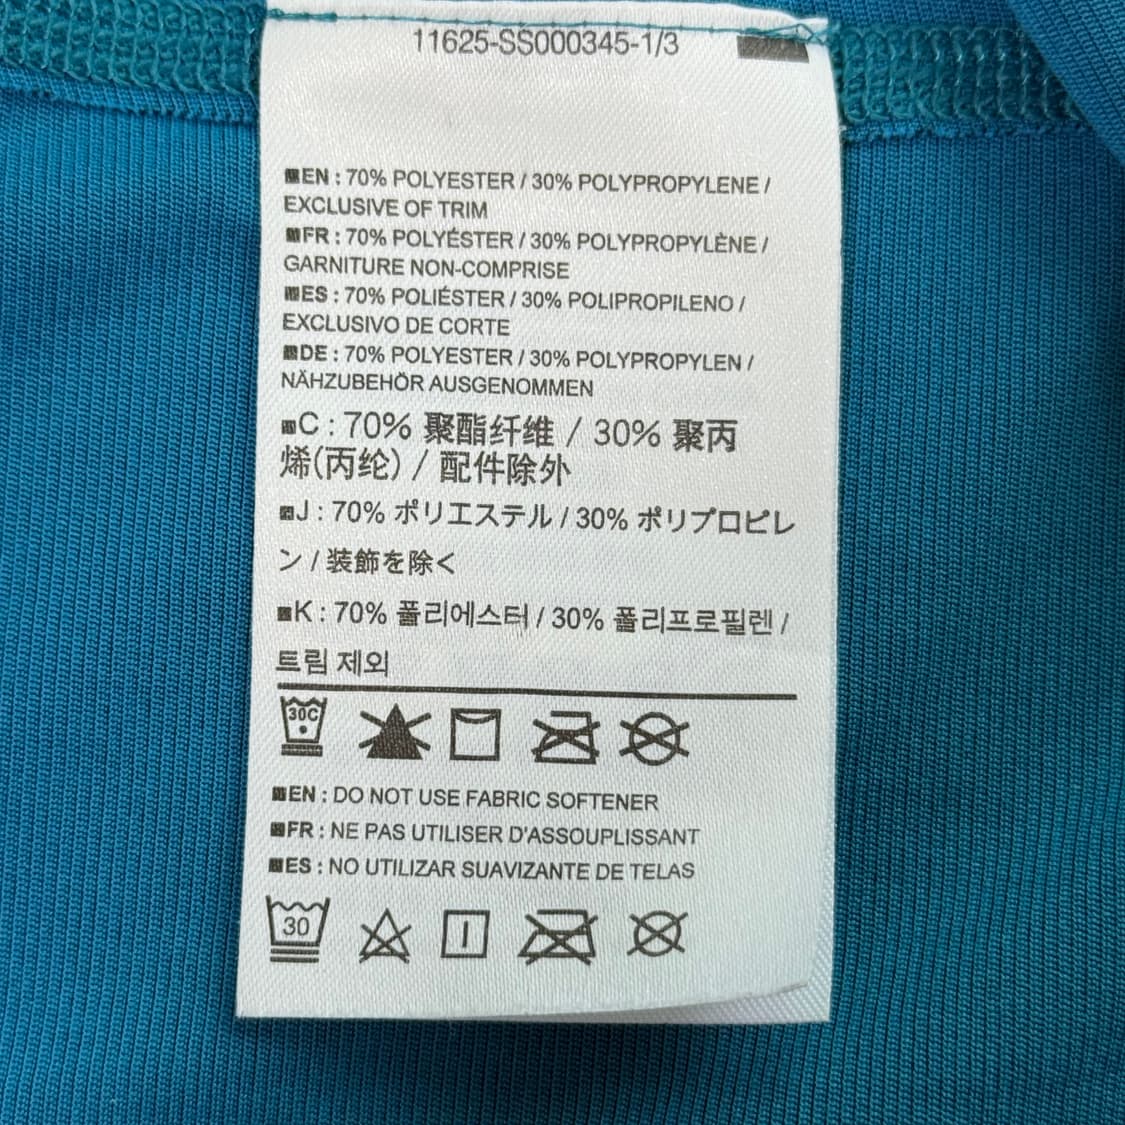 11625-SS000345-1/3
EN : 70% POLYESTER / 30% POLYPROPYLENE /
EXCLUSIVE OF TRIM
FR : 70% POLYÉSTER / 30% POLYPROPYLÈNE /
GARNITURE NON-COMPRISE
ES : 70% POLIÉSTER / 30% POLIPROPILENO /
EXCLUSIVO DE CORTE
DE : 70% POLYESTER / 30% POLYPROPYLEN /
NÄHZUBEHÖR AUSGENOMMEN
C : 70% 聚酯纤维 / 30% 聚丙
烯(丙纶) / 配件除外
J : 70% ポリエステル / 30% ポリプロピレ
ン / 装飾を除く
K : 70% 폴리에스터 / 30% 폴리프로필렌 /
트림 제외
30C
EN : DO NOT USE FABRIC SOFTENER
FR : NE PAS UTILISER D'ASSOUPLISSANT
ES : NO UTILIZAR SUAVIZANTE DE TELAS
30